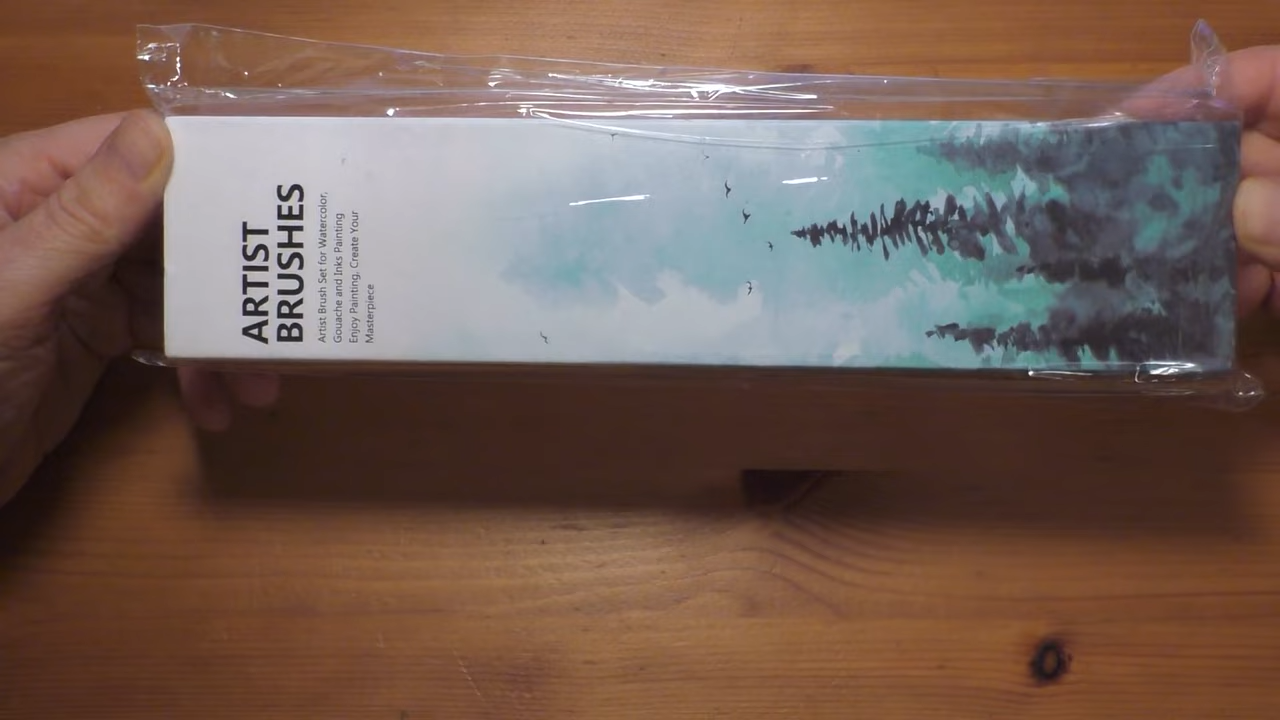 ARTIST
BRUSHES
Artist Brush Set for Watercolor,
Gouache and Inks Painting
Enjoy Painting, Create Your
Masterpiece